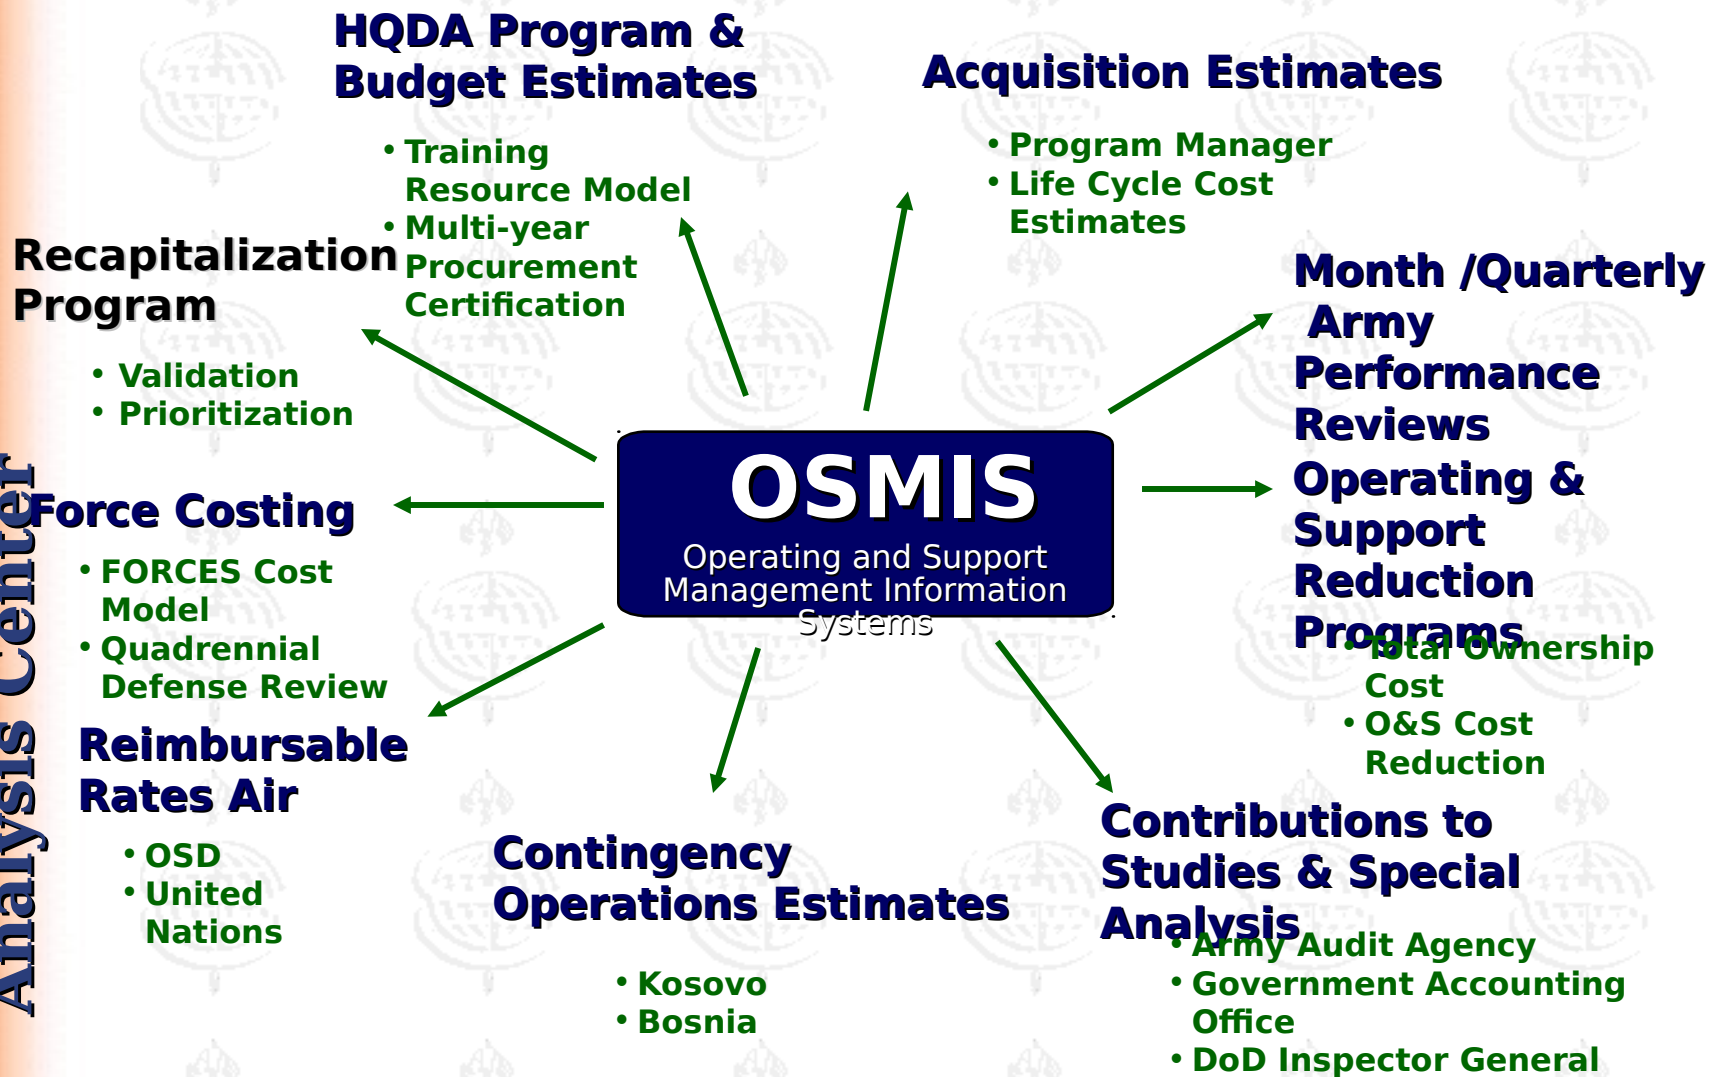 HQDA Program &
Budget Estimates
• Training
Resource Model
• Multi-year
Procurement
Certification
Acquisition Estimates
• Program Manager
• Life Cycle Cost
Estimates
Recapitalization
Program
• Validation
• Prioritization
Month /Quarterly
Army
Performance
Reviews
OSMIS
Operating and Support
Management Information
Systems
Force Costing
• FORCES Cost
Model
• Quadrennial
Defense Review
Operating &
Support
Reduction
Programs
• Total Ownership
Cost
• O&S Cost
Reduction
Reimbursable
Rates Air
• OSD
• United
Nations
Contingency
Operations Estimates
• Kosovo
• Bosnia
Contributions to
Studies & Special
Analysis
• Army Audit Agency
• Government Accounting
Office
• DoD Inspector General
Analysis Center